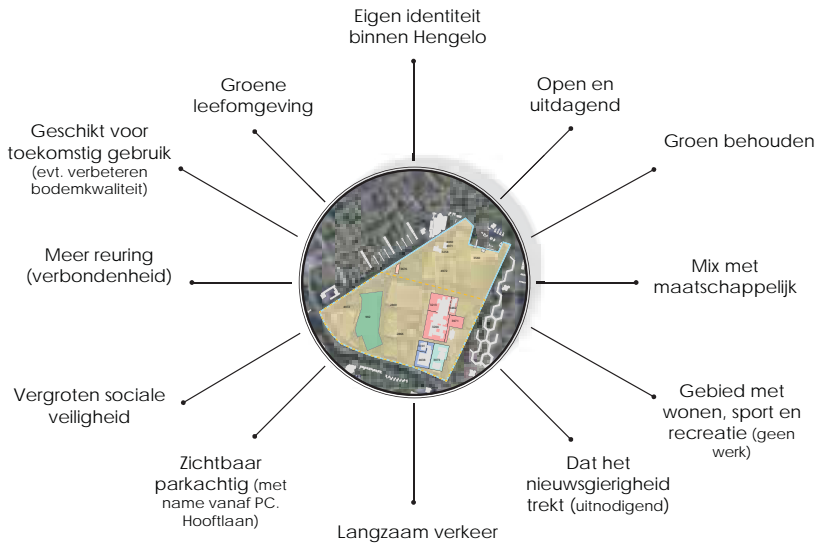 Eigen identiteit
binnen Hengelo
Open en
uitdagend
Groen behouden
Mix met
maatschappelijk
Gebied met
wonen, sport en
recreatie (geen
werk)
Dat het
nieuwsgierigheid
trekt (uitnodigend)
Langzaam verkeer
Zichtbaar
parkachtig (met
name vanaf PC.
Hooftlaan)
Vergroten sociale
veiligheid
Meer reuring
(verbondenheid)
Geschikt voor
toekomstig gebruik
(evt. verbeteren
bodemkwaliteit)
Groene
leefomgeving